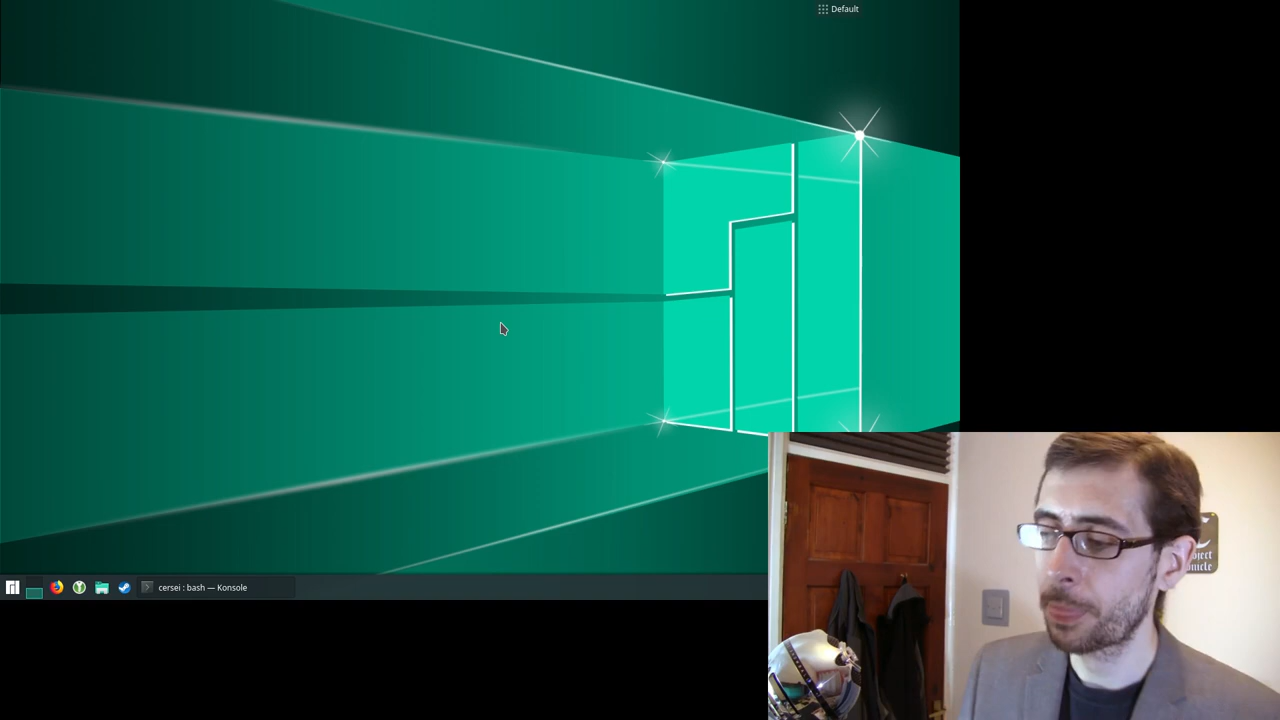 Default
cersei : bash — Konsole